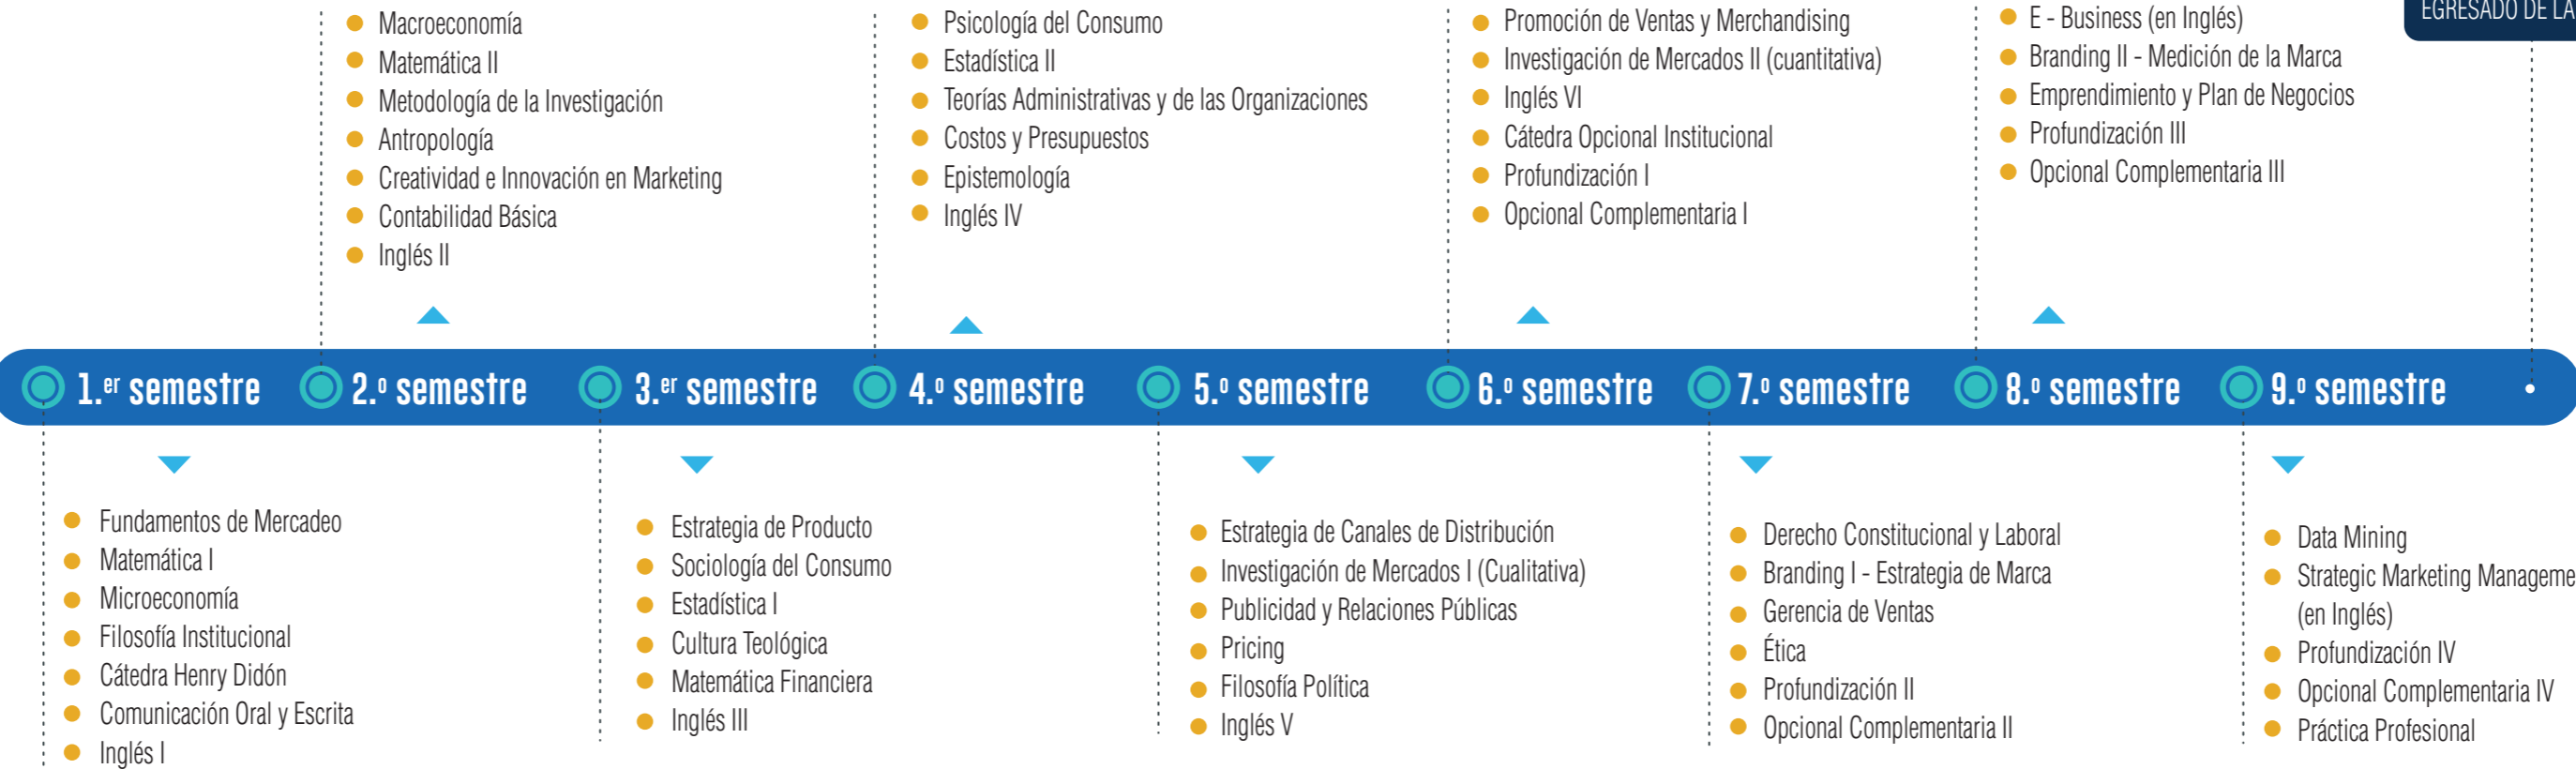 Macroeconomía
Matemática II
Metodología de la Investigación
Antropología
Creatividad e Innovación en Marketing
Contabilidad Básica
Inglés II
Psicología del Consumo
Estadística II
Teorías Administrativas y de las Organizaciones
Costos y Presupuestos
Epistemología
Inglés IV
Promoción de Ventas y Merchandising
Investigación de Mercados II (cuantitativa)
Inglés VI
Cátedra Opcional Institucional
Profundización I
Opcional Complementaria I
E - Business (en Inglés)
Branding II - Medición de la Marca
Emprendimiento y Plan de Negocios
Profundización III
Opcional Complementaria III
EGRESADO DE LA
1.er semestre
2.º semestre
3.er semestre
4.º semestre
5.º semestre
6.º semestre
7.º semestre
8.º semestre
9.º semestre
Fundamentos de Mercadeo
Matemática I
Microeconomía
Filosofía Institucional
Cátedra Henry Didón
Comunicación Oral y Escrita
Inglés I
Estrategia de Producto
Sociología del Consumo
Estadística I
Cultura Teológica
Matemática Financiera
Inglés III
Estrategia de Canales de Distribución
Investigación de Mercados I (Cualitativa)
Publicidad y Relaciones Públicas
Pricing
Filosofía Política
Inglés V
Derecho Constitucional y Laboral
Branding I - Estrategia de Marca
Gerencia de Ventas
Ética
Profundización II
Opcional Complementaria II
Data Mining
Strategic Marketing Manageme
(en Inglés)
Profundización IV
Opcional Complementaria IV
Práctica Profesional